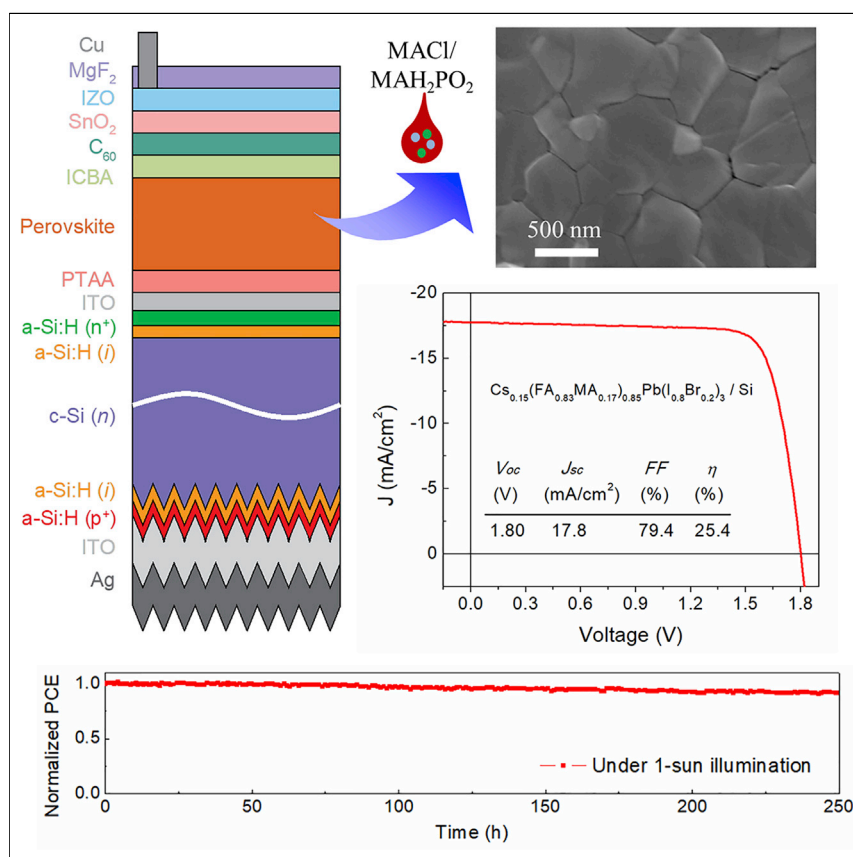 Cu
MgF₂
IZO
SnO₂
C₆₀
ICBA
Perovskite
PTAA
ITO
a-Si:H (n⁺)
a-Si:H (i)
c-Si (n)
a-Si:H (i)
a-Si:H (p⁺)
ITO
Ag
MACl/
MAH₂PO₂
500 nm
-20
-15
-10
-5
0
J (mA/cm²)
Cs₀.₁₅(FA₀.₈₃MA₀.₁₇)₀.₈₅Pb(I₀.₈Br₀.₂)₃ / Si
Voc Jsc FF η
(V) (mA/cm²) (%) (%)
1.80 17.8 79.4 25.4
0.0 0.3 0.6 0.9 1.2 1.5 1.8
Voltage (V)
Normalized PCE
1.0
0.5
0.0
Under 1-sun illumination
0 50 100 150 200 250
Time (h)